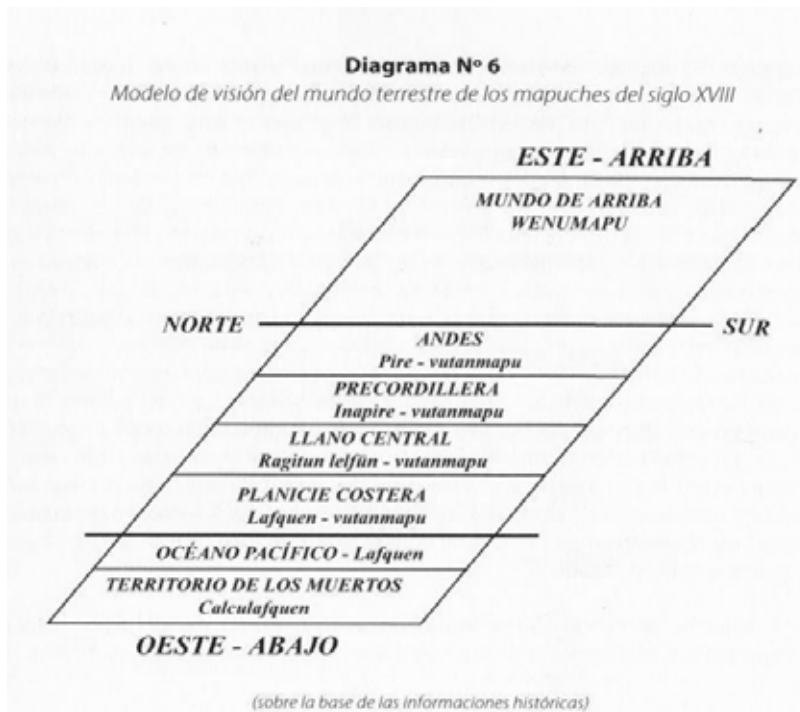 Diagrama Nº 6
Modelo de visión del mundo terrestre de los mapuches del siglo XVIII
ESTE - ARRIBA
MUNDO DE ARRIBA
WENUMAPU
NORTE
SUR
ANDES
Pire - vutanmapu
PRECORDILLERA
Inapire - vutanmapu
LLANO CENTRAL
Ragitun lelfün - vutanmapu
PLANICIE COSTERA
Lafquen - vutanmapu
OCÉANO PACÍFICO - Lafquen
TERRITORIO DE LOS MUERTOS
Calculafquen
OESTE - ABAJO
(sobre la base de las informaciones históricas)